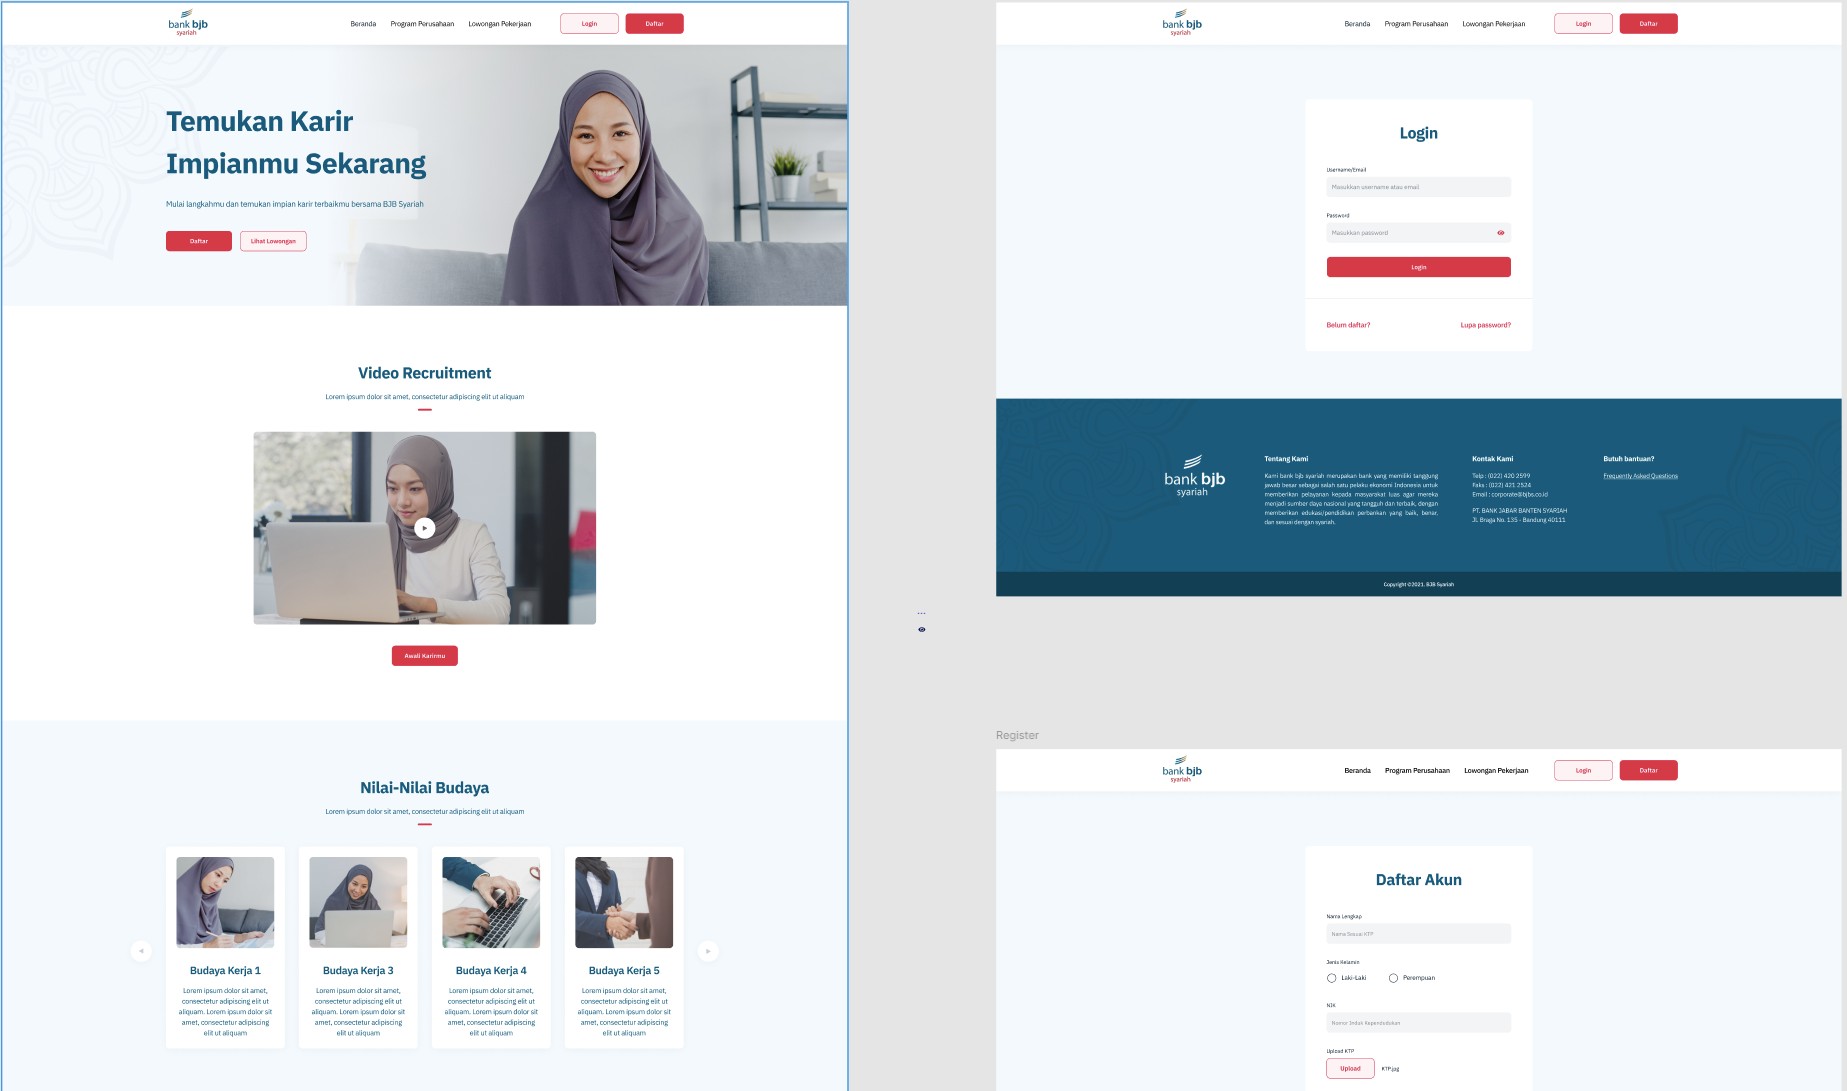 bank bjb
syariah
Beranda Program Perusahaan Lowongan Pekerjaan Login Daftar
Temukan Karir
Impianmu Sekarang
Mulai langkahmu dan temukan impian karir terbaikmu bersama BJB Syariah
Daftar Lihat Lowongan
Video Recruitment
Lorem ipsum dolor sit amet, consectetur adipiscing elit ut aliquam
Awali Karirmu
Nilai-Nilai Budaya
Lorem ipsum dolor sit amet, consectetur adipiscing elit ut aliquam
Budaya Kerja 1
Lorem ipsum dolor sit amet,
consectetur adipiscing elit ut
aliquam. Lorem ipsum dolor sit
amet, consectetur adipiscing
elit ut aliquam
Budaya Kerja 3
Lorem ipsum dolor sit amet,
consectetur adipiscing elit ut
aliquam. Lorem ipsum dolor sit
amet, consectetur adipiscing
elit ut aliquam
Budaya Kerja 4
Lorem ipsum dolor sit amet,
consectetur adipiscing elit ut
aliquam. Lorem ipsum dolor sit
amet, consectetur adipiscing
elit ut aliquam
Budaya Kerja 5
Lorem ipsum dolor sit amet,
consectetur adipiscing elit ut
aliquam. Lorem ipsum dolor sit
amet, consectetur adipiscing
elit ut aliquam
bank bjb
syariah
Beranda Program Perusahaan Lowongan Pekerjaan Login Daftar
Login
Username/Email
Masukkan username atau email
Password
Masukkan password
Login
Belum daftar? Lupa password?
bank bjb
syariah
Tentang Kami
Kami bank bjb syariah merupakan bank yang memiliki tanggung
jawab besar sebagai salah satu pelaku ekonomi Indonesia untuk
memberikan pelayanan kepada masyarakat luas agar mereka
menjadi sumber daya nasional yang tangguh dan terbaik, dengan
memberikan edukasi/pendidikan perbankan yang baik, benar,
dan sesuai dengan syariah.
Kontak Kami
Telp : (022) 420 2599
Faks : (022) 421 2524
Email : corporate@bjbs.co.id
PT. BANK JABAR BANTEN SYARIAH
Jl. Braga No. 135 - Bandung 40111
Butuh bantuan?
Frequently Asked Questions
Copyright ©2021, BJB Syariah
Register
bank bjb
syariah
Beranda Program Perusahaan Lowongan Pekerjaan Login Daftar
Daftar Akun
Nama Lengkap
Nama Sesuai KTP
Jenis Kelamin
Laki-Laki Perempuan
NIK
Nomor Induk Kependudukan
Upload KTP
Upload KTP.jpg